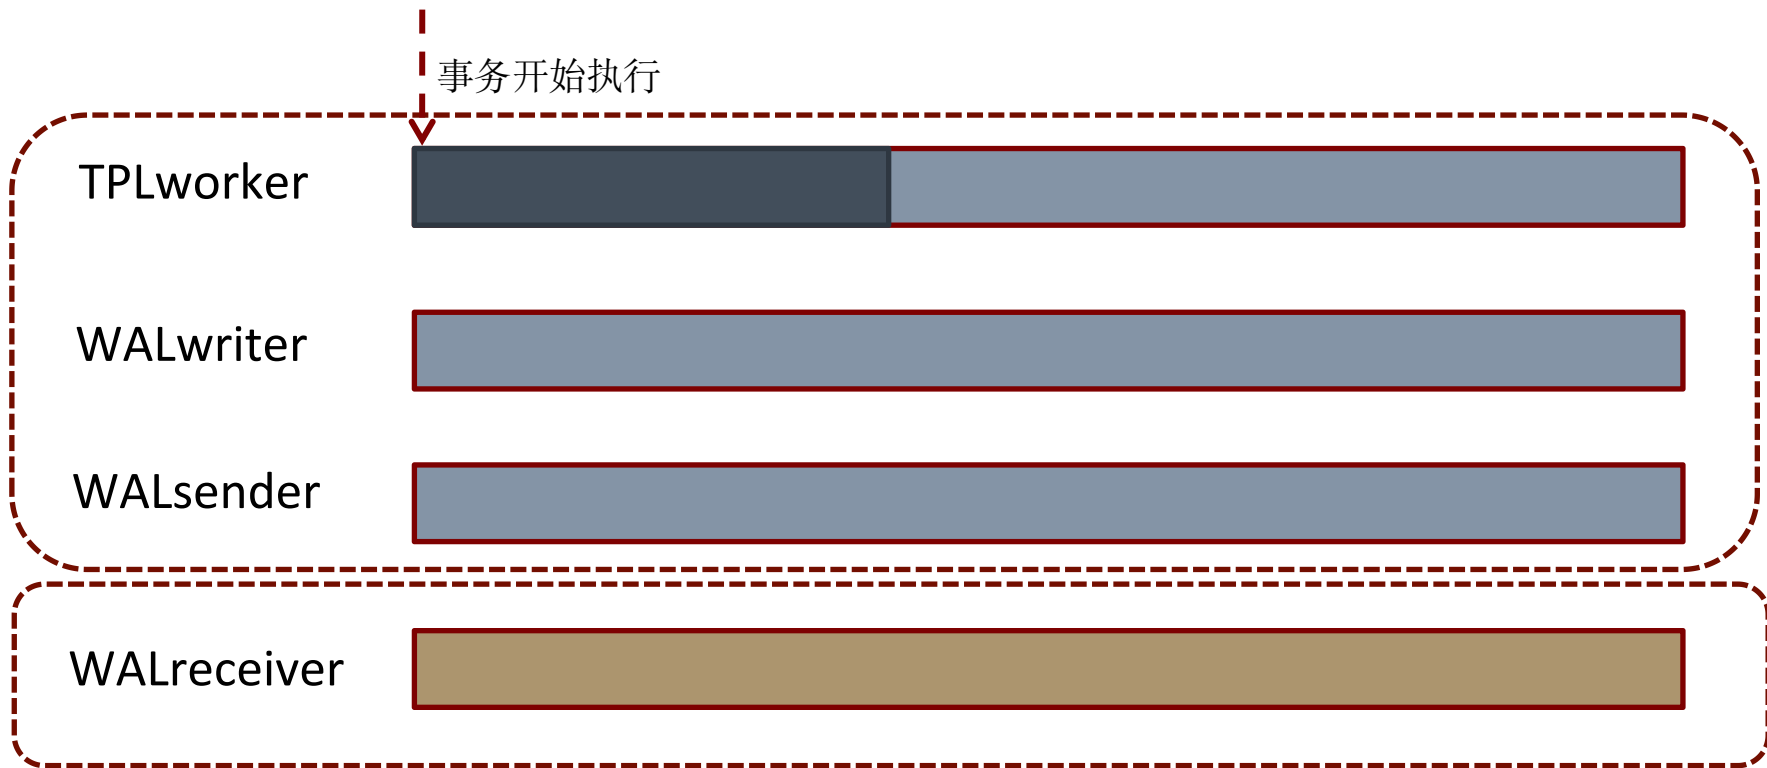 事务开始执行
TPLworker
WALwriter
WALsender
WALreceiver